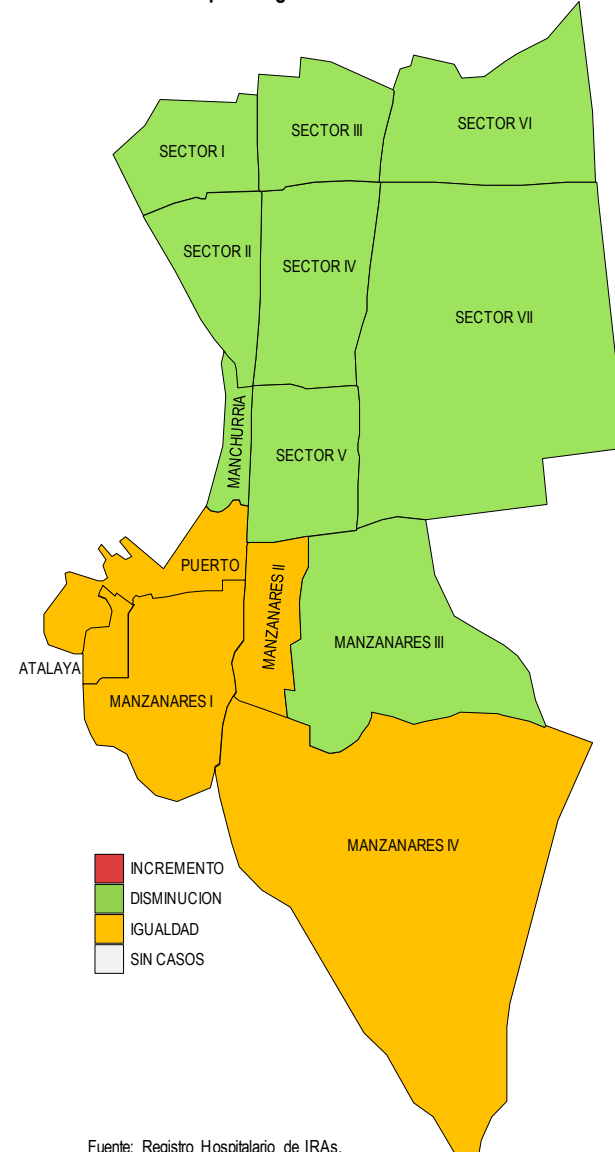 SECTOR VI
SECTOR III
SECTOR I
SECTOR II
SECTOR IV
SECTOR VII
MANCHURRIA
SECTOR V
PUERTO
MANZANARES II
MANZANARES III
ATALAYA
MANZANARES I
MANZANARES IV
INCREMENTO
DISMINUCION
IGUALDAD
SIN CASOS
Fuente: Registro Hospitalario de IRAs.